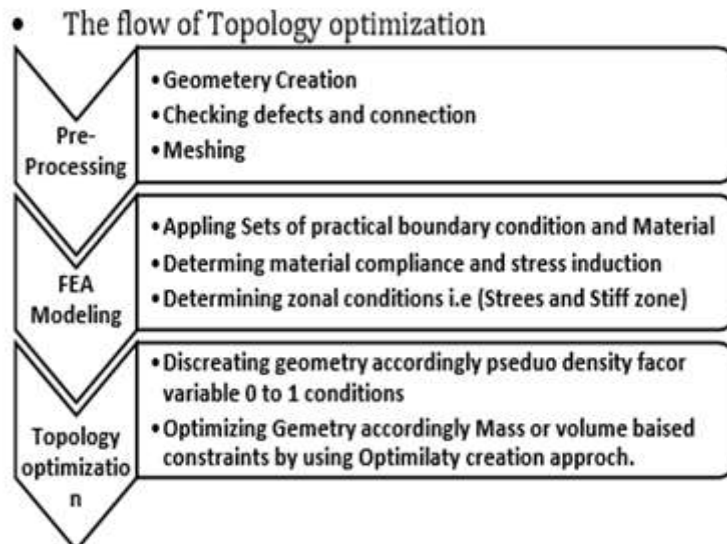 • The flow of Topology optimization
Pre-
Processing
•Geometery Creation
•Checking defects and connection
•Meshing
FEA
Modeling
•Appling Sets of practical boundary condition and Material
•Determing material compliance and stress induction
•Determining zonal conditions i.e (Strees and Stiff zone)
Topology
optimizatio
n
•Discreating geometry accordingly pseduo density facor
variable 0 to 1 conditions
•Optimizing Gemetry accordingly Mass or volume baised
constraints by using Optimilaty creation approch.